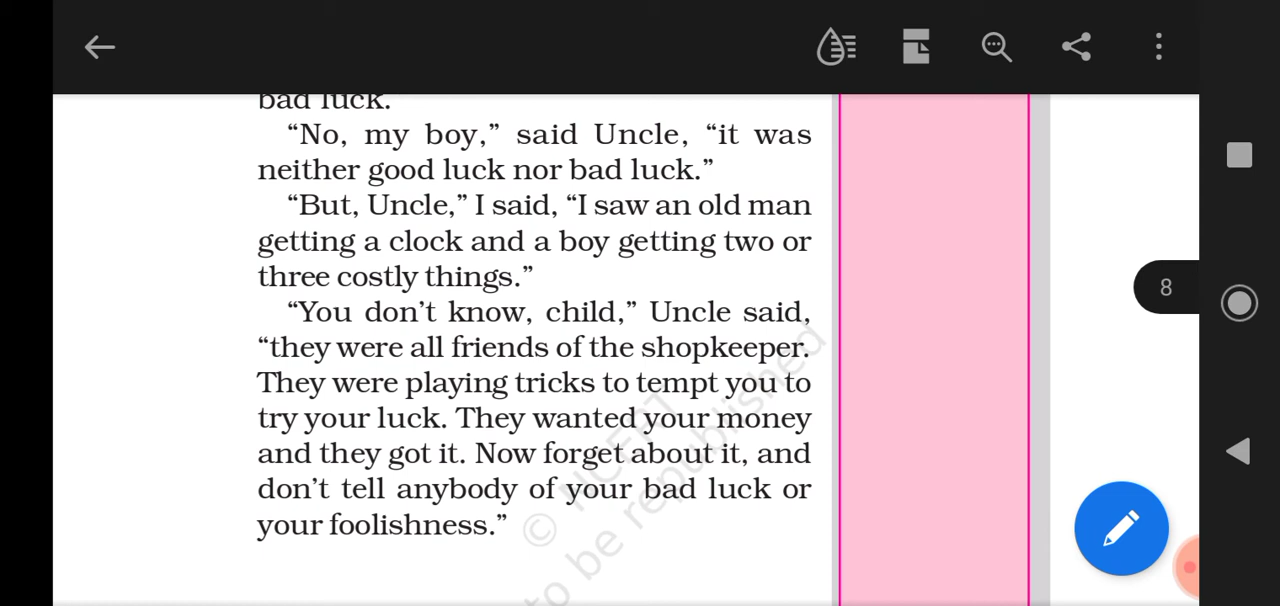 bad luck.
“No, my boy,” said Uncle, “it was
neither good luck nor bad luck.”
“But, Uncle,” I said, “I saw an old man
getting a clock and a boy getting two or
three costly things.”
“You don’t know, child,” Uncle said,
“they were all friends of the shopkeeper.
They were playing tricks to tempt you to
try your luck. They wanted your money
and they got it. Now forget about it, and
don’t tell anybody of your bad luck or
your foolishness.”
8
© NCERT
to be republished